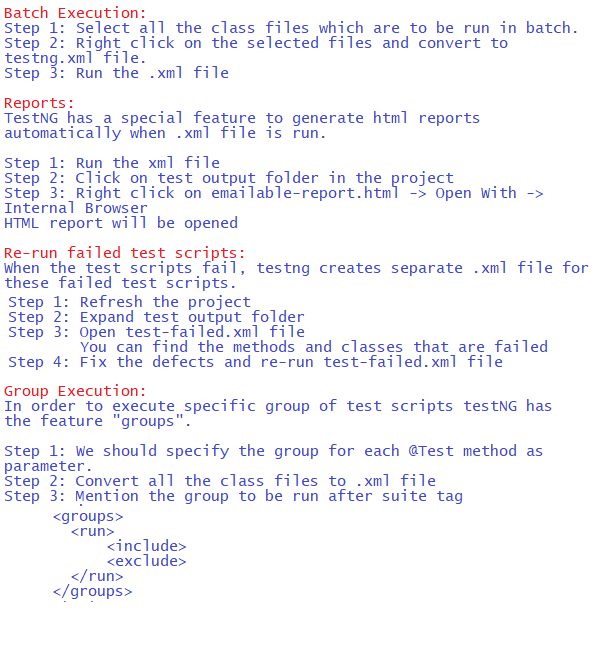 Batch Execution:
Step 1: Select all the class files which are to be run in batch.
Step 2: Right click on the selected files and convert to
testng.xml file.
Step 3: Run the .xml file
Reports:
TestNG has a special feature to generate html reports
automatically when .xml file is run.
Step 1: Run the xml file
Step 2: Click on test output folder in the project
Step 3: Right click on emailable-report.html -> Open With ->
Internal Browser
HTML report will be opened
Re-run failed test scripts:
When the test scripts fail, testng creates separate .xml file for
these failed test scripts.
Step 1: Refresh the project
Step 2: Expand test output folder
Step 3: Open test-failed.xml file
You can find the methods and classes that are failed
Step 4: Fix the defects and re-run test-failed.xml file
Group Execution:
In order to execute specific group of test scripts testNG has
the feature "groups".
Step 1: We should specify the group for each @Test method as
parameter.
Step 2: Convert all the class files to .xml file
Step 3: Mention the group to be run after suite tag
<groups>
<run>
<include>
<exclude>
</run>
</groups>